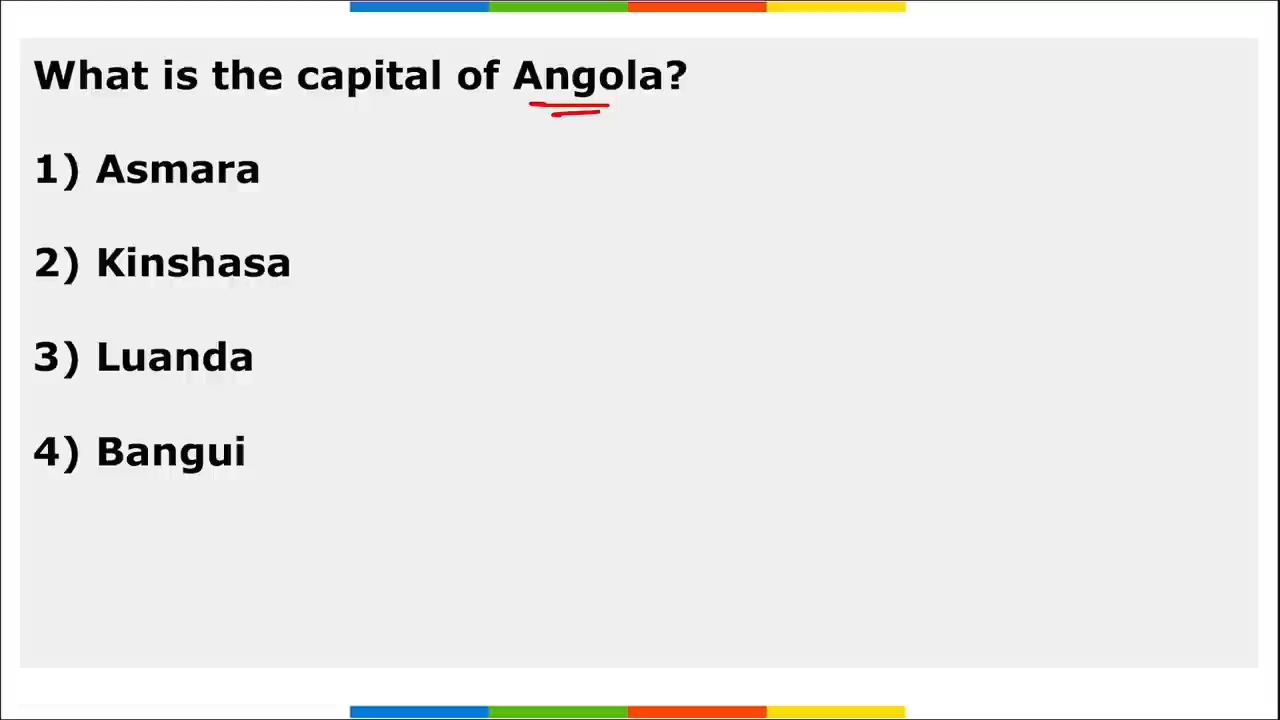 What is the capital of Angola?
1) Asmara
2) Kinshasa
3) Luanda
4) Bangui